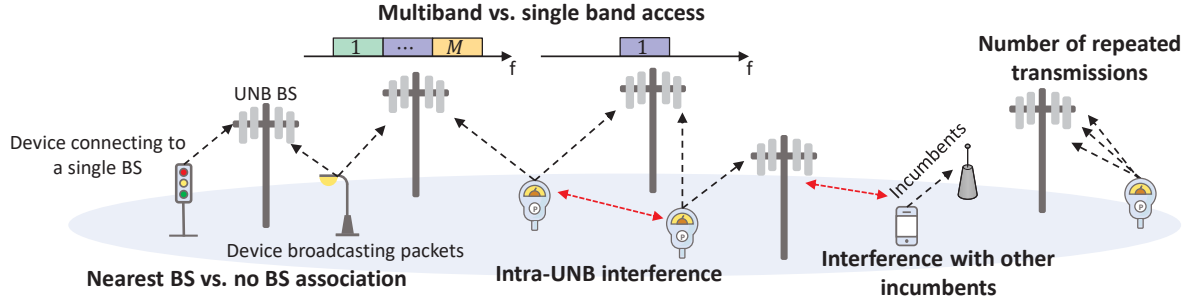 Multiband vs. single band access
1 ... M
f
1
f
Number of repeated
transmissions
UNB BS
Device connecting to
a single BS
Incumbents
P
P
P
Device broadcasting packets
Nearest BS vs. no BS association
Intra-UNB interference
Interference with other
incumbents